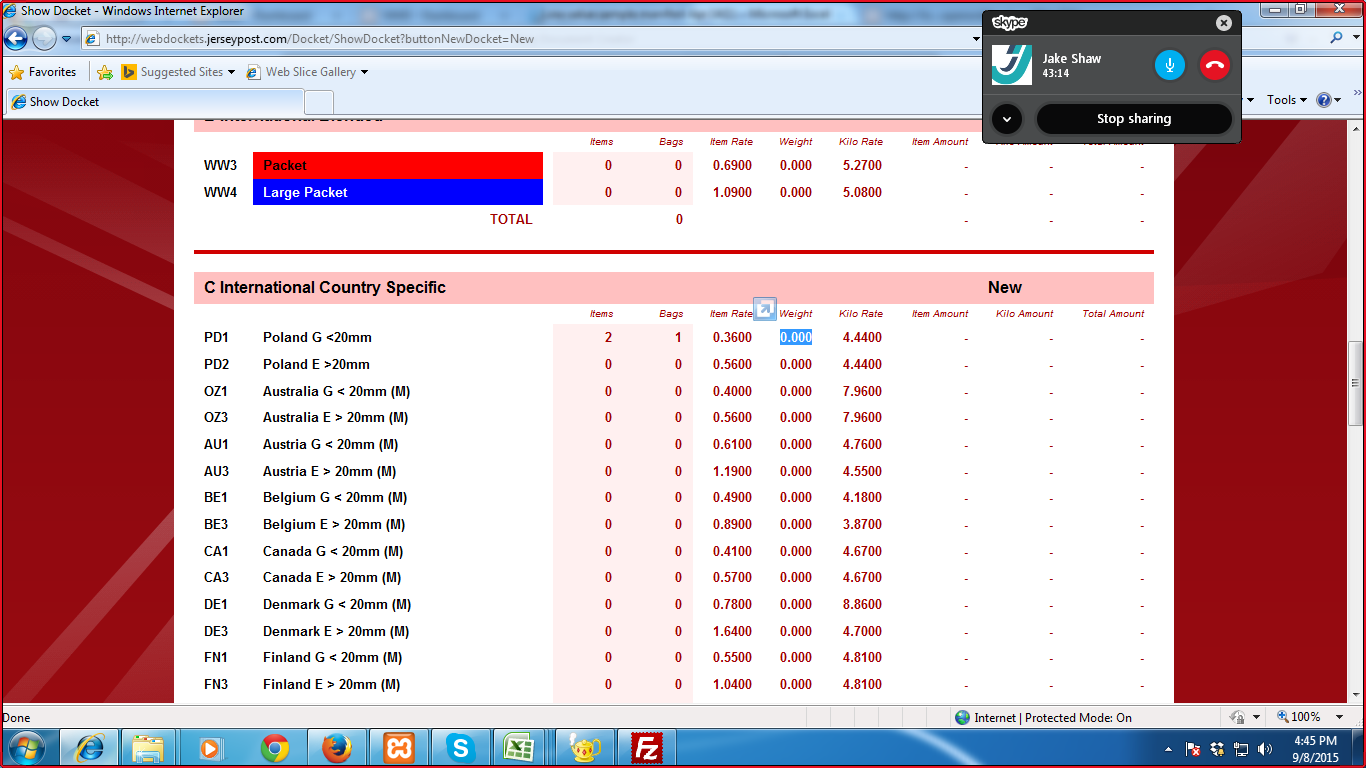 Show Docket - Windows Internet Explorer
http://webdockets.jerseypost.com/Docket/ShowDocket?buttonNewDocket=New
Favorites Suggested Sites Web Slice Gallery
Show Docket
Tools
skype
Jake Shaw
43:14
Stop sharing
Items Bags Item Rate Weight Kilo Rate Item Amount
WW3 Packet 0 0 0.6900 0.000 5.2700 - - -
WW4 Large Packet 0 0 1.0900 0.000 5.0800 - - -
TOTAL 0 - - -
C International Country Specific New
Items Bags Item Rate Weight Kilo Rate Item Amount Kilo Amount Total Amount
PD1 Poland G <20mm 2 1 0.3600 0.000 4.4400 - - -
PD2 Poland E >20mm 0 0 0.5600 0.000 4.4400 - - -
OZ1 Australia G < 20mm (M) 0 0 0.4000 0.000 7.9600 - - -
OZ3 Australia E > 20mm (M) 0 0 0.5600 0.000 7.9600 - - -
AU1 Austria G < 20mm (M) 0 0 0.6100 0.000 4.7600 - - -
AU3 Austria E > 20mm (M) 0 0 1.1900 0.000 4.5500 - - -
BE1 Belgium G < 20mm (M) 0 0 0.4900 0.000 4.1800 - - -
BE3 Belgium E > 20mm (M) 0 0 0.8900 0.000 3.8700 - - -
CA1 Canada G < 20mm (M) 0 0 0.4100 0.000 4.6700 - - -
CA3 Canada E > 20mm (M) 0 0 0.5700 0.000 4.6700 - - -
DE1 Denmark G < 20mm (M) 0 0 0.7800 0.000 8.8600 - - -
DE3 Denmark E > 20mm (M) 0 0 1.6400 0.000 4.7000 - - -
FN1 Finland G < 20mm (M) 0 0 0.5500 0.000 4.8100 - - -
FN3 Finland E > 20mm (M) 0 0 1.0400 0.000 4.8100 - - -
Done Internet | Protected Mode: On 100%
4:45 PM
9/8/2015